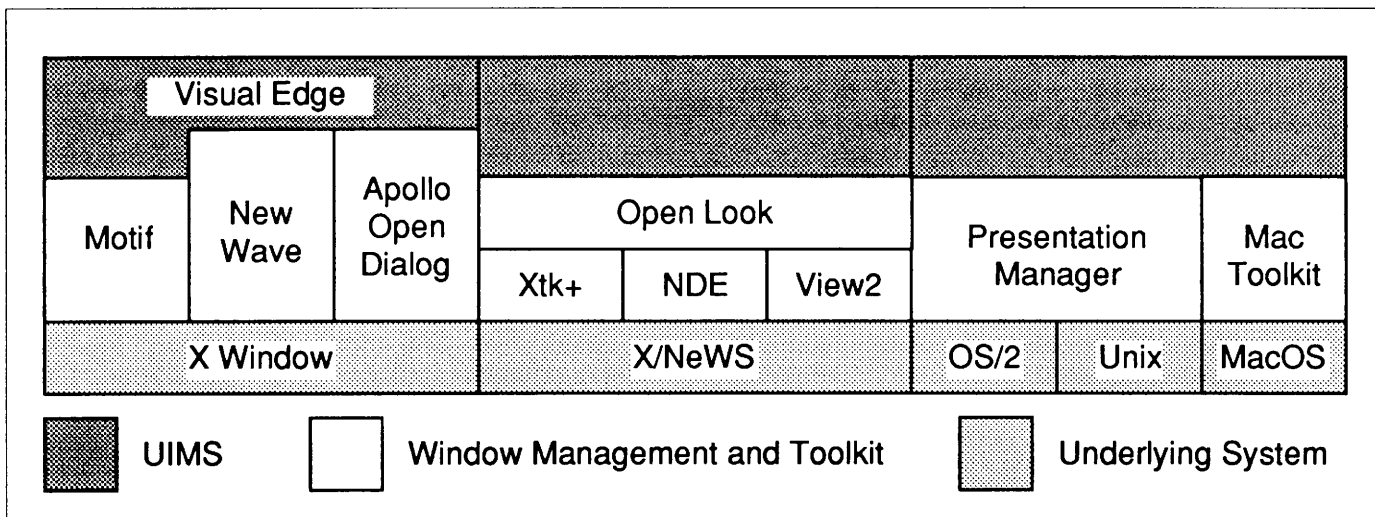 Visual Edge
Motif
New
Wave
Apollo
Open
Dialog
Open Look
Xtk+
NDE
View2
Presentation
Manager
Mac
Toolkit
X Window
X/NeWS
OS/2
Unix
MacOS
UIMS
Window Management and Toolkit
Underlying System